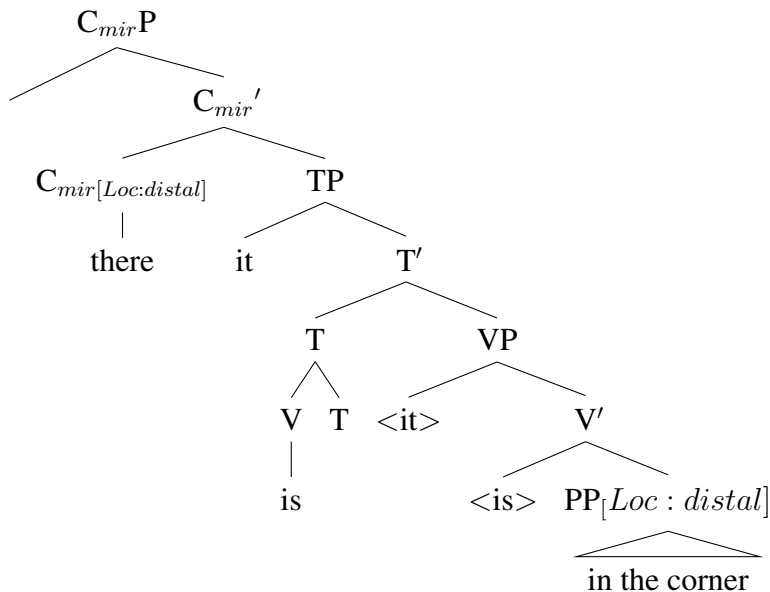 CmirP
Cmir′
Cmir[Loc:distal] TP
there it T′
T VP
V T <it> V′
is <is> PP[Loc : distal]
in the corner